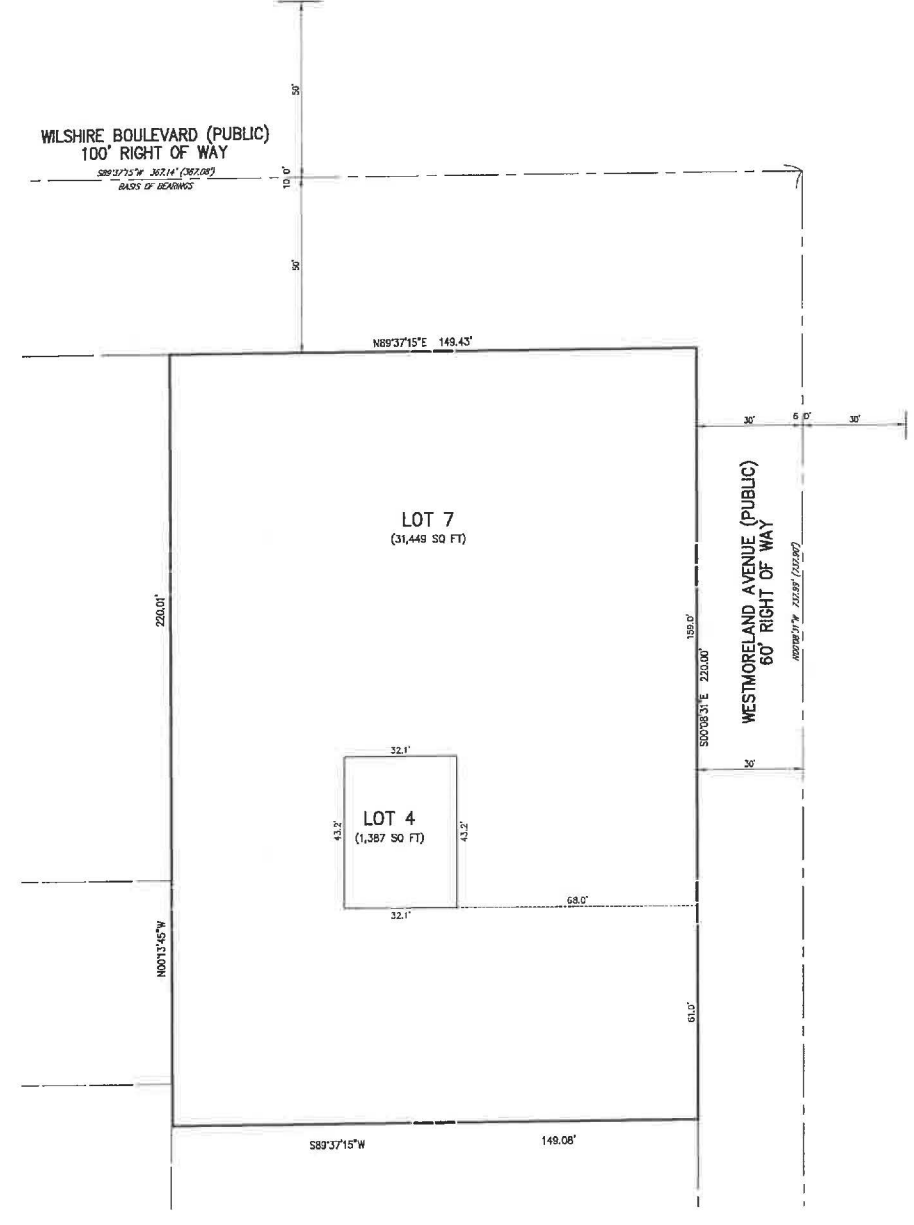 50'
WILSHIRE BOULEVARD (PUBLIC)
100' RIGHT OF WAY
S89°37'15"W 367.14' (367.08')
BASIS OF BEARINGS
100'
50'
N89°37'15"E 149.43'
30'
60'
30'
LOT 7
(31,449 SQ FT)
WESTMORELAND AVENUE (PUBLIC)
60' RIGHT OF WAY
220.01'
159.0'
S00°08'31"E 220.00'
30'
32.1'
LOT 4
(1,387 SQ FT)
43.2'
43.2'
32.1'
68.0'
N00°13'45"W
61.0'
S89°37'15"W
149.08'